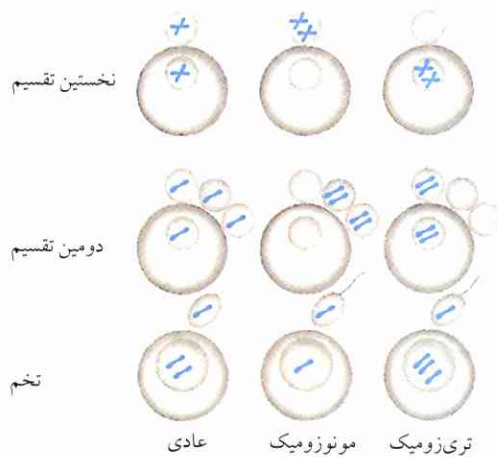 نخستین تقسیم
دومین تقسیم
تخم
تری‌زومیک
مونوزومیک
عادی